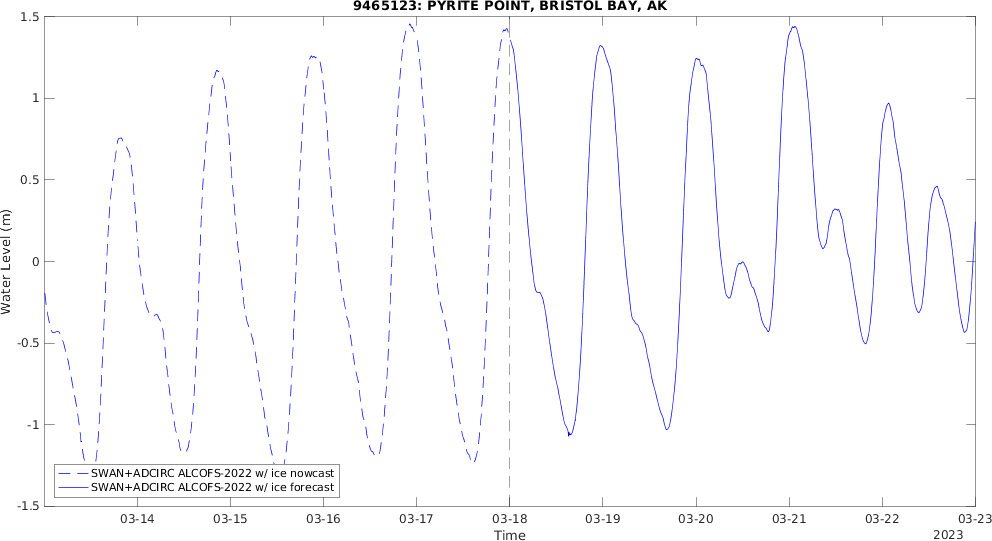 9465123: PYRITE POINT, BRISTOL BAY, AK
Water Level (m)
1.5
1
0.5
0
-0.5
-1
-1.5
SWAN+ADCIRC ALCOFS-2022 w/ ice nowcast
SWAN+ADCIRC ALCOFS-2022 w/ ice forecast
03-14 03-15 03-16 03-17 03-18 03-19 03-20 03-21 03-22 03-23
Time
2023